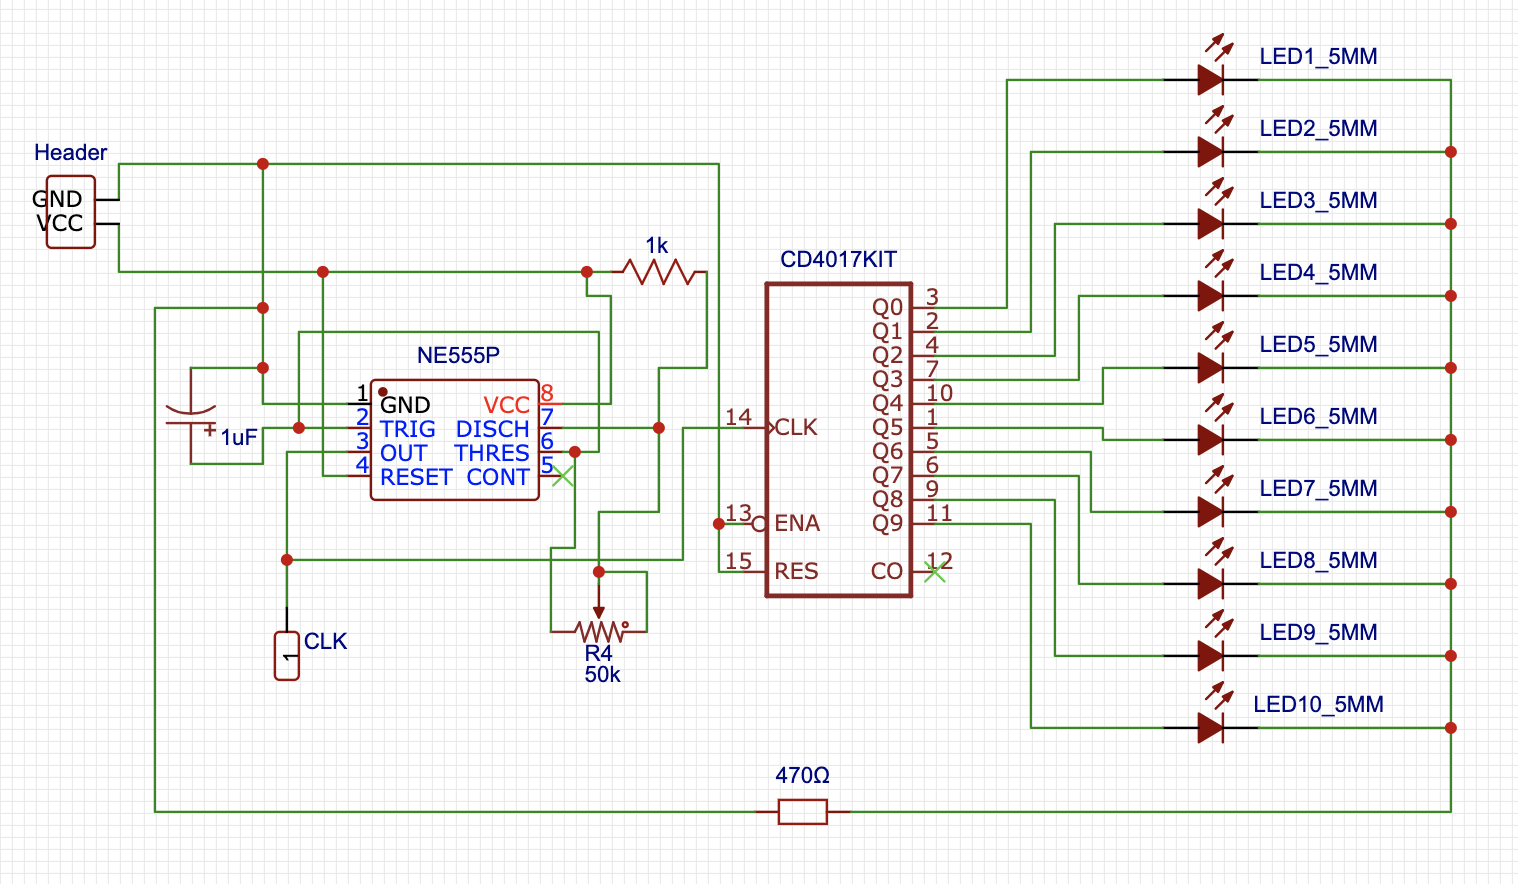 Header
GND
VCC
1k
1uF
NE555P
1 GND VCC 8
2 TRIG DISCH 7
3 OUT THRES 6
4 RESET CONT 5
1 CLK
R4
50k
CD4017KIT
Q0 3
Q1 2
Q2 4
Q3 7
Q4 10
14 CLK Q5 1
Q6 5
Q7 6
Q8 9
13 ENA Q9 11
15 RES CO 12
LED1_5MM
LED2_5MM
LED3_5MM
LED4_5MM
LED5_5MM
LED6_5MM
LED7_5MM
LED8_5MM
LED9_5MM
LED10_5MM
470Ω